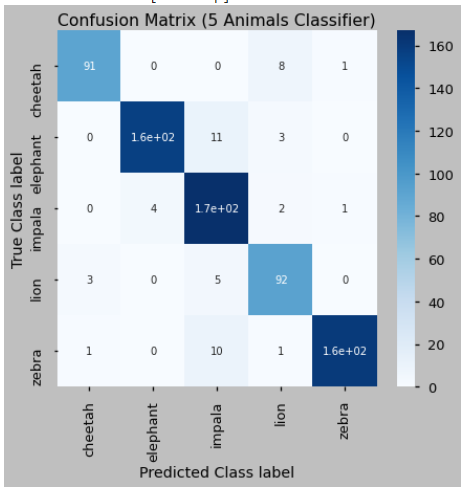 Confusion Matrix (5 Animals Classifier)
True Class label
cheetah 91 0 0 8 1
elephant 0 1.6e+02 11 3 0
impala 0 4 1.7e+02 2 1
lion 3 0 5 92 0
zebra 1 0 10 1 1.6e+02
cheetah elephant impala lion zebra
Predicted Class label
160
140
120
100
80
60
40
20
0